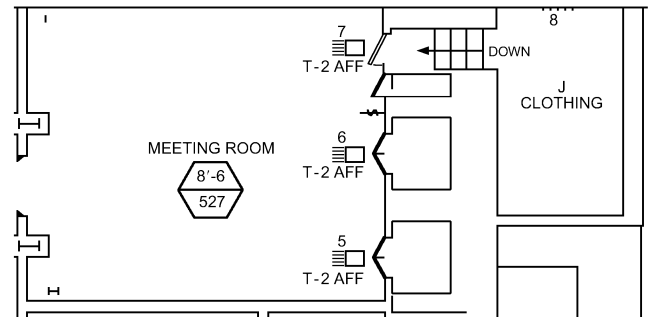 7
T-2 AFF
8
DOWN
J
CLOTHING
6
T-2 AFF
MEETING ROOM
8'-6
527
5
T-2 AFF